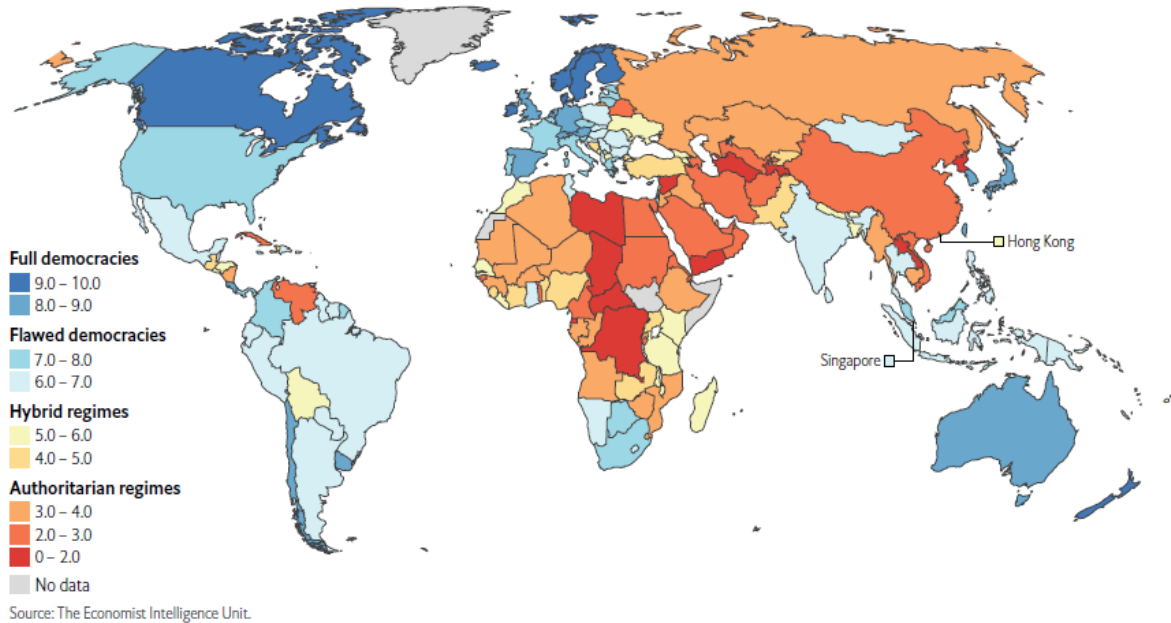 Full democracies
9.0 – 10.0
8.0 – 9.0
Flawed democracies
7.0 – 8.0
6.0 – 7.0
Hybrid regimes
5.0 – 6.0
4.0 – 5.0
Authoritarian regimes
3.0 – 4.0
2.0 – 3.0
0 – 2.0
No data
Source: The Economist Intelligence Unit.
Hong Kong
Singapore